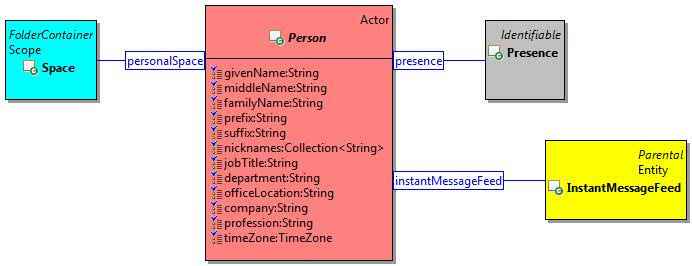 FolderContainer
Scope
Space
personalSpace
Actor
Person
givenName:String
middleName:String
familyName:String
prefix:String
suffix:String
nicknames:Collection<String>
jobTitle:String
department:String
officeLocation:String
company:String
profession:String
timeZone:TimeZone
presence
Identifiable
Presence
instantMessageFeed
Parental
Entity
InstantMessageFeed